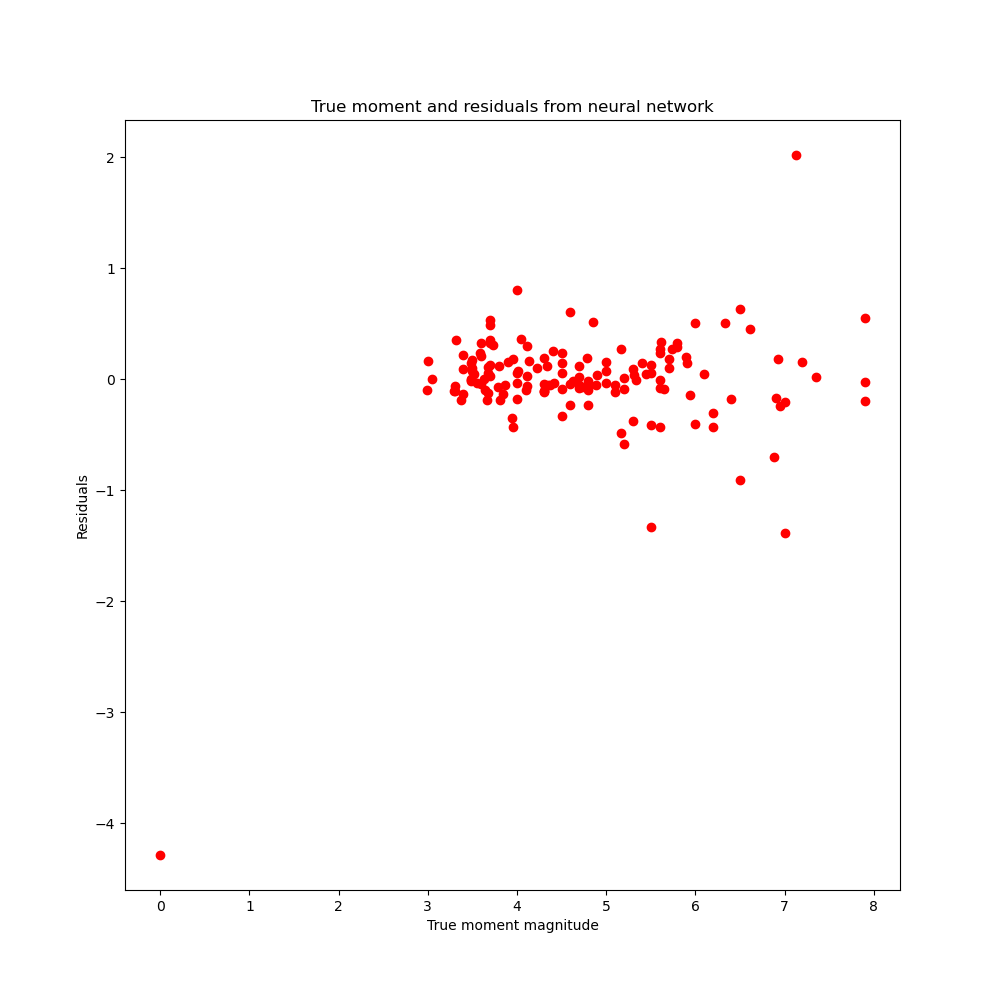 True moment and residuals from neural network
2
1
0
−1
−2
−3
−4
Residuals
0 1 2 3 4 5 6 7 8
True moment magnitude